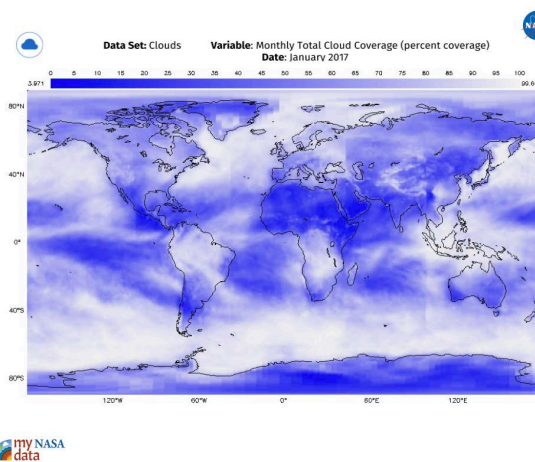 Data Set: Clouds Variable: Monthly Total Cloud Coverage (percent coverage)
Date: January 2017
0 5 10 15 20 25 30 35 40 45 50 55 60 65 70 75 80 85 90 95 100
3.971
80°N
40°N
0°
40°S
80°S
120°W 60°W 0° 60°E 120°E
my NASA
data